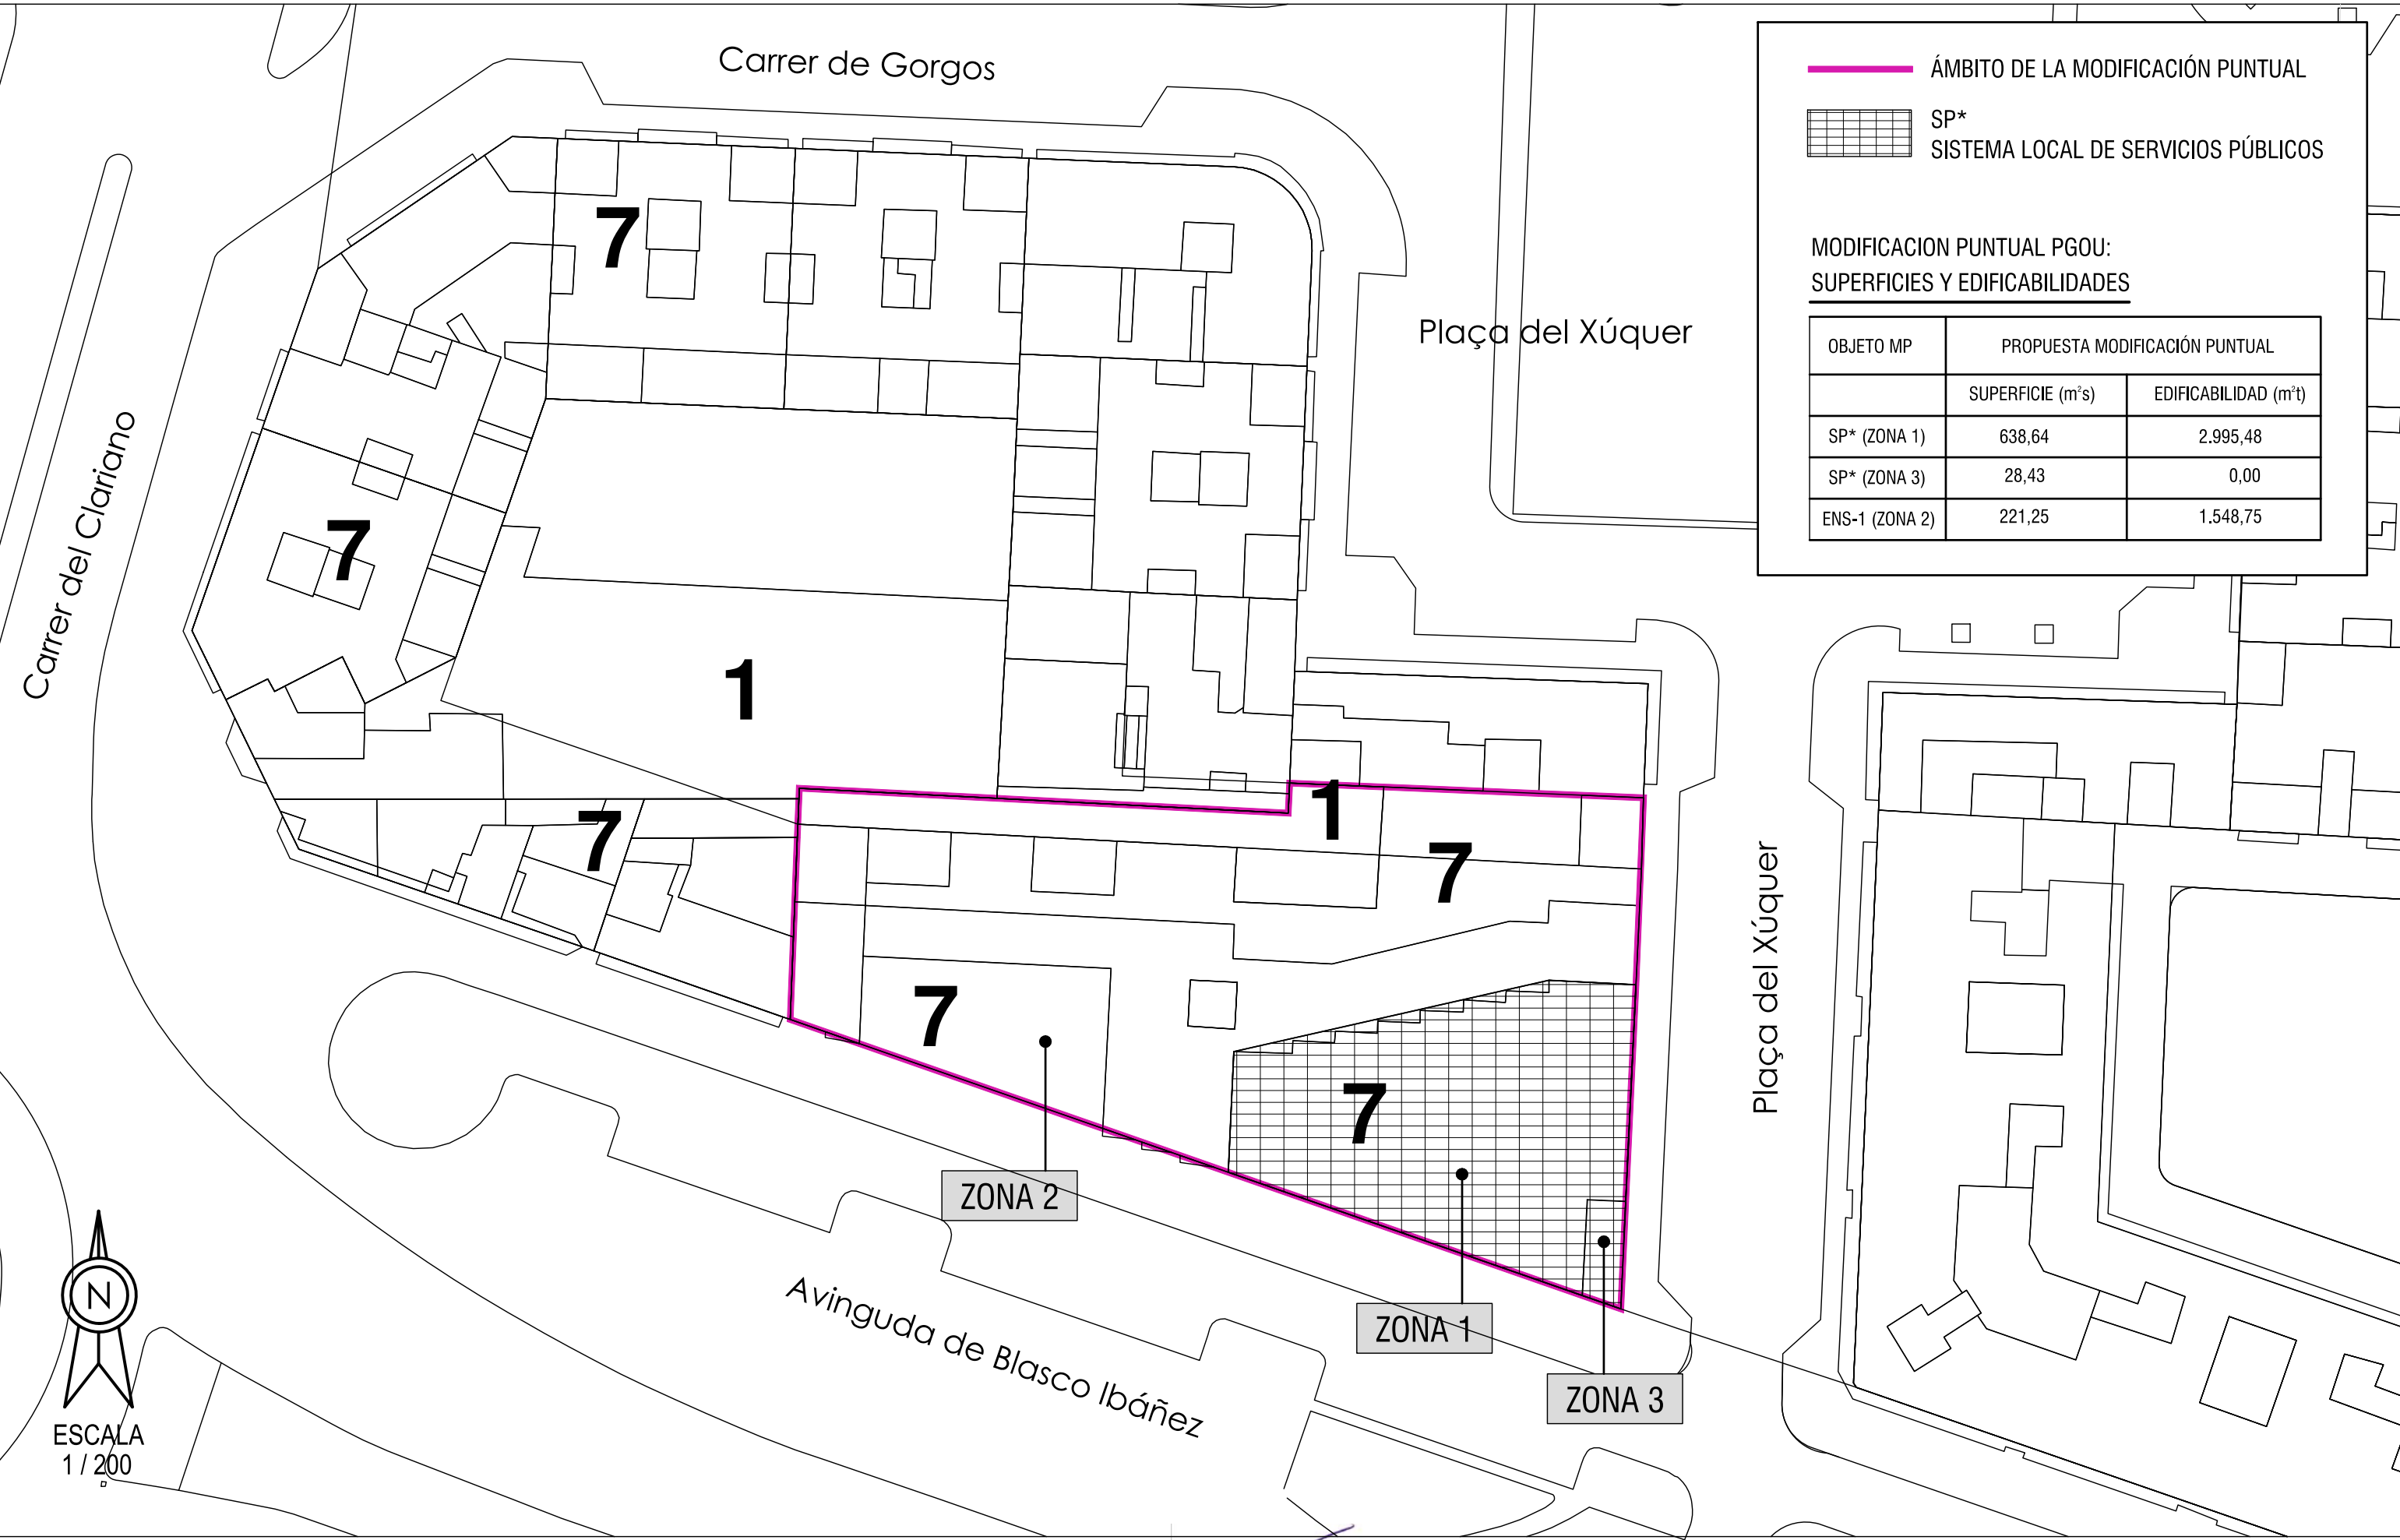 Carrer de Gorgos
ÁMBITO DE LA MODIFICACIÓN PUNTUAL
SP*
SISTEMA LOCAL DE SERVICIOS PÚBLICOS
MODIFICACION PUNTUAL PGOU:
SUPERFICIES Y EDIFICABILIDADES
OBJETO MP PROPUESTA MODIFICACIÓN PUNTUAL
SUPERFICIE (m²s) EDIFICABILIDAD (m²t)
SP* (ZONA 1) 638,64 2.995,48
SP* (ZONA 3) 28,43 0,00
ENS-1 (ZONA 2) 221,25 1.548,75
7
Plaça del Xúquer
Carrer del Clariano
7
1
1
7
7
7
7
Plaça del Xúquer
ZONA 2
ZONA 1
ZONA 3
Avinguda de Blasco Ibáñez
N
ESCALA
1 / 200